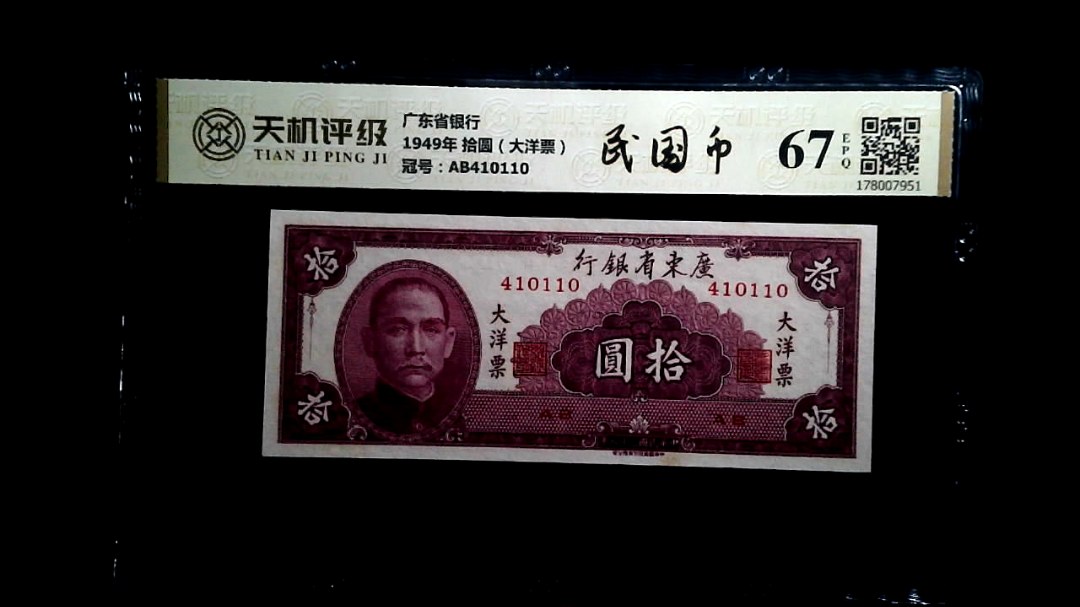 天机评级
TIAN JI PING JI
广东省银行
1949年 拾圆（大洋票）
冠号：AB410110
民国币
67
EPQ
178007951
行銀省東廣
410110
410110
拾
拾
大洋票
大洋票
圓拾
拾
拾
AB
AB